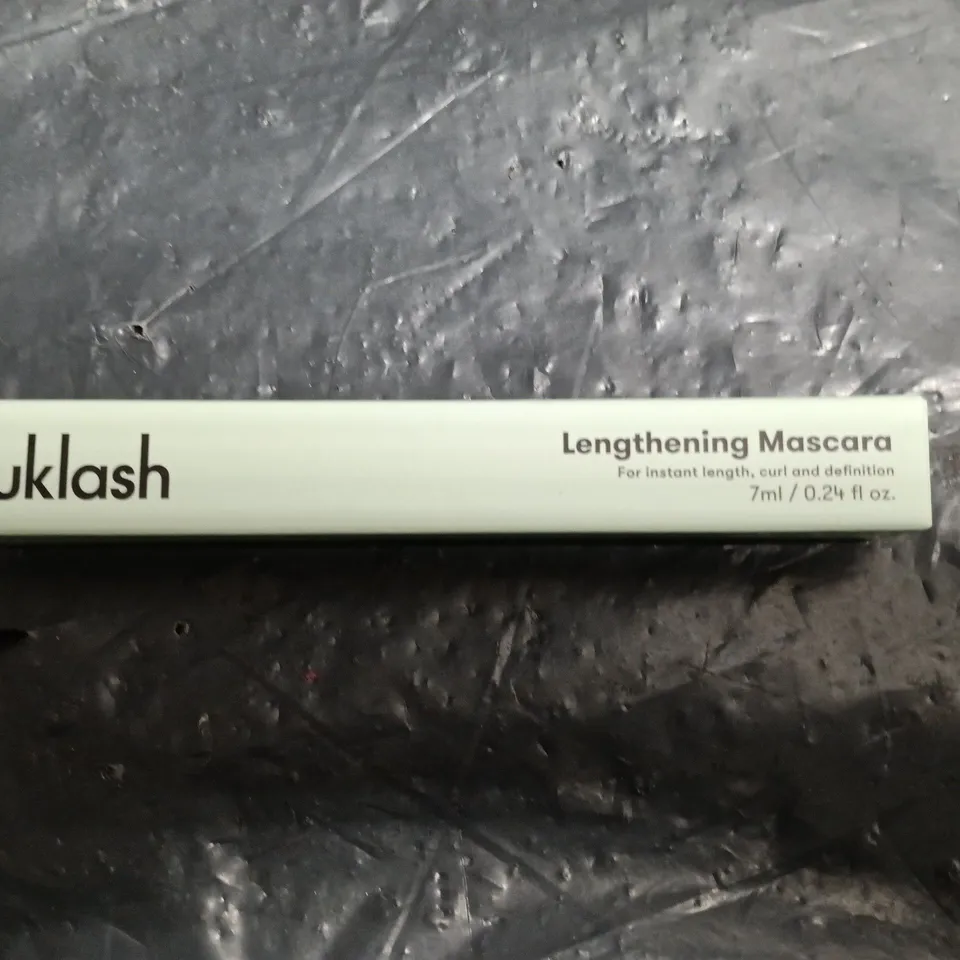 uklash
Lengthening Mascara
For instant length, curl and definition
7ml / 0.24 fl oz.